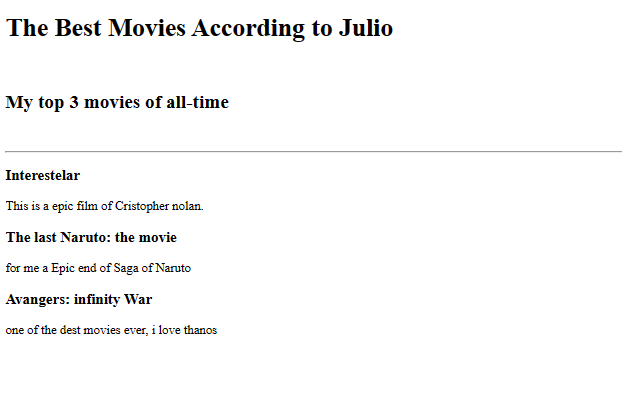 The Best Movies According to Julio
My top 3 movies of all-time
Interestelar
This is a epic film of Cristopher nolan.
The last Naruto: the movie
for me a Epic end of Saga of Naruto
Avangers: infinity War
one of the dest movies ever, i love thanos